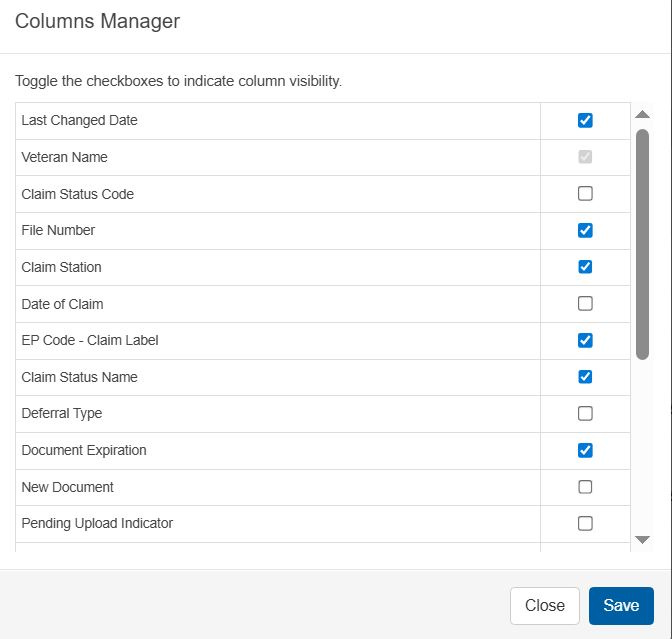 Columns Manager
Toggle the checkboxes to indicate column visibility.
Last Changed Date
Veteran Name
Claim Status Code
File Number
Claim Station
Date of Claim
EP Code - Claim Label
Claim Status Name
Deferral Type
Document Expiration
New Document
Pending Upload Indicator
Close Save